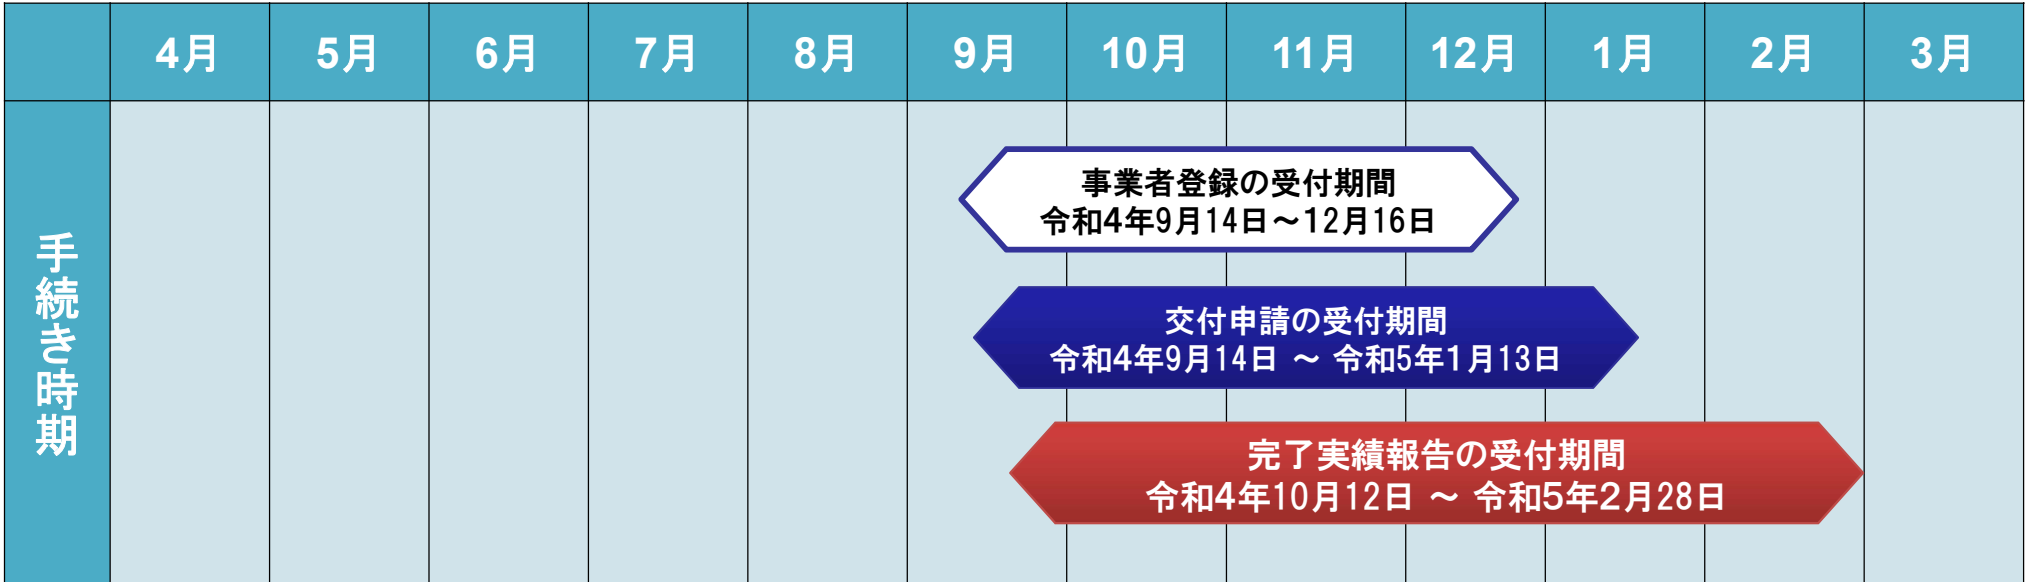 4月 5月 6月 7月 8月 9月 10月 11月 12月 1月 2月 3月
手続き時期
事業者登録の受付期間
令和4年9月14日～12月16日
交付申請の受付期間
令和4年9月14日 ～ 令和5年1月13日
完了実績報告の受付期間
令和4年10月12日 ～ 令和5年2月28日